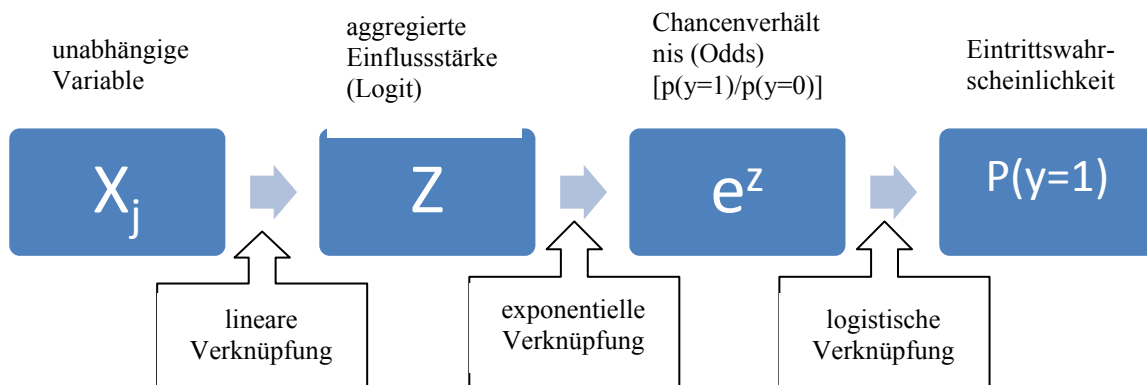 unabhängige
Variable
aggregierte
Einflussstärke
(Logit)
Chancenverhält
nis (Odds)
[p(y=1)/p(y=0)]
Eintrittswahr-
scheinlichkeit
Xj
Z
e^z
P(y=1)
lineare
Verknüpfung
exponentielle
Verknüpfung
logistische
Verknüpfung